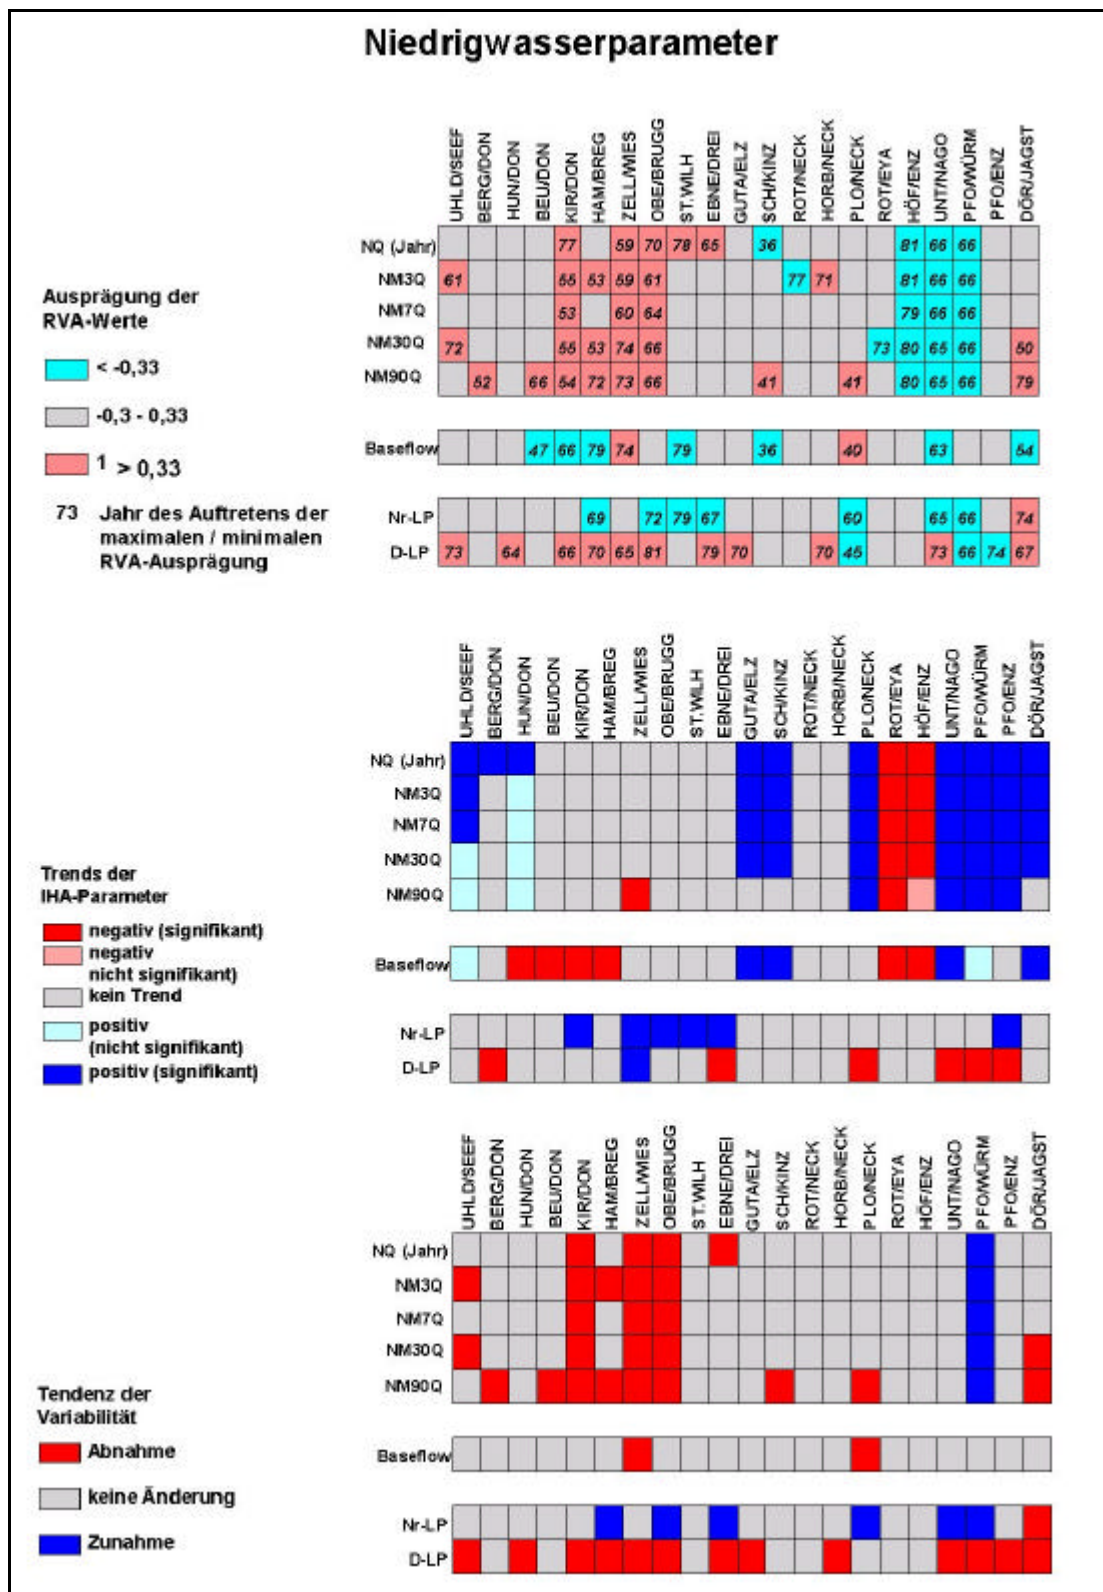 Niedrigwasserparameter
UHLD/SEEF BERG/DON HUN/DON BEU/DON KIR/DON HAM/BREG ZELL/WIES OBE/BRUGG ST.WILH EBNE/DREI GUTA/ELZ SCH/KINZ ROT/NECK HORB/NECK PLO/NECK ROT/EYA HÖF/ENZ UNT/NAGO PFO/WÜRM PFO/ENZ DÖR/JAGST
NQ (Jahr) 77 59 70 78 65 36 81 66 66
NM3Q 61 55 53 59 61 77 71 81 66 66
NM7Q 53 60 64 79 66 66
NM30Q 72 55 53 74 66 73 80 65 66 50
NM90Q 52 66 54 72 73 66 41 41 80 65 66 79
Baseflow 47 66 79 74 79 36 40 63 54
Nr-LP 69 72 79 67 60 65 66 74
D-LP 73 64 66 70 65 81 79 70 70 45 73 66 74 67
Ausprägung der
RVA-Werte
< -0,33
-0,3 - 0,33
1 > 0,33
73 Jahr des Auftretens der
maximalen / minimalen
RVA-Ausprägung
UHLD/SEEF BERG/DON HUN/DON BEU/DON KIR/DON HAM/BREG ZELL/WIES OBE/BRUGG ST.WILH EBNE/DREI GUTA/ELZ SCH/KINZ ROT/NECK HORB/NECK PLO/NECK ROT/EYA HÖF/ENZ UNT/NAGO PFO/WÜRM PFO/ENZ DÖR/JAGST
NQ (Jahr)
NM3Q
NM7Q
NM30Q
NM90Q
Baseflow
Nr-LP
D-LP
Trends der
IHA-Parameter
negativ (signifikant)
negativ
nicht signifikant)
kein Trend
positiv
(nicht signifikant)
positiv (signifikant)
UHLD/SEEF BERG/DON HUN/DON BEU/DON KIR/DON HAM/BREG ZELL/WIES OBE/BRUGG ST.WILH EBNE/DREI GUTA/ELZ SCH/KINZ ROT/NECK HORB/NECK PLO/NECK ROT/EYA HÖF/ENZ UNT/NAGO PFO/WÜRM PFO/ENZ DÖR/JAGST
NQ (Jahr)
NM3Q
NM7Q
NM30Q
NM90Q
Baseflow
Nr-LP
D-LP
Tendenz der
Variabilität
Abnahme
keine Änderung
Zunahme